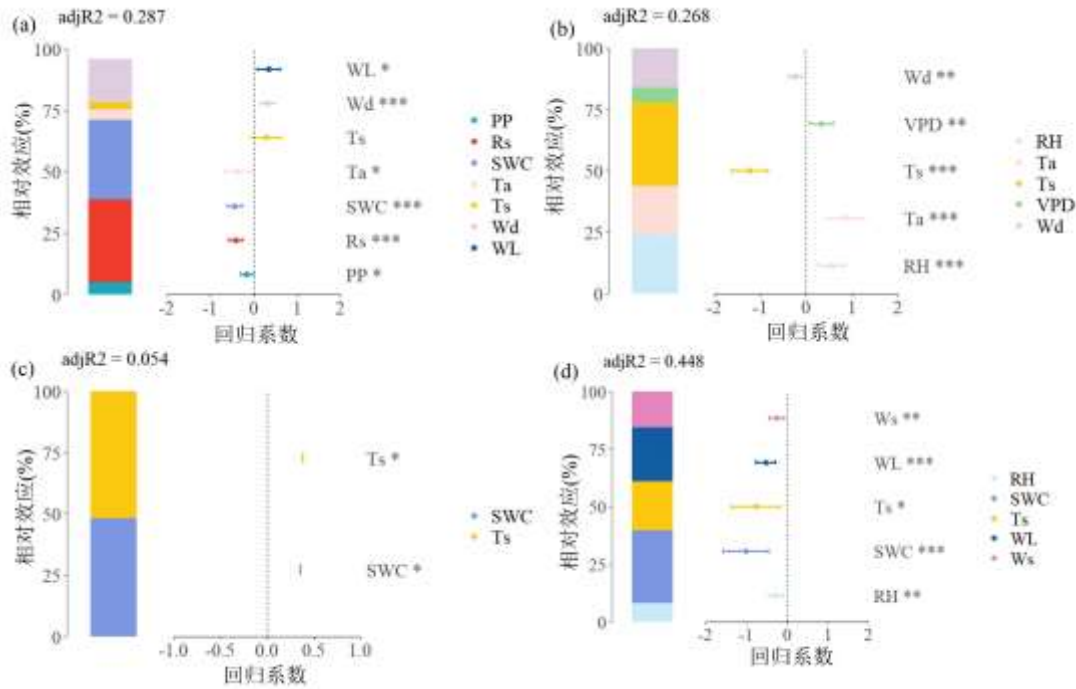 (a)
adjR2 = 0.287
100
75
50
25
0
相对效应(%)
WL *
Wd ***
Ts
Ta *
SWC ***
Rs ***
PP *
-2 -1 0 1 2
回归系数
PP
Rs
SWC
Ta
Ts
Wd
WL
(b)
adjR2 = 0.268
100
75
50
25
0
相对效应(%)
Wd **
VPD **
Ts ***
Ta ***
RH ***
-2 -1 0 1 2
回归系数
RH
Ta
Ts
VPD
Wd
(c)
adjR2 = 0.054
100
75
50
25
0
相对效应(%)
Ts *
SWC *
-1.0 -0.5 0.0 0.5 1.0
回归系数
SWC
Ts
(d)
adjR2 = 0.448
100
75
50
25
0
相对效应(%)
Ws **
WL ***
Ts *
SWC ***
RH **
-2 -1 0 1 2
回归系数
RH
SWC
Ts
WL
Ws